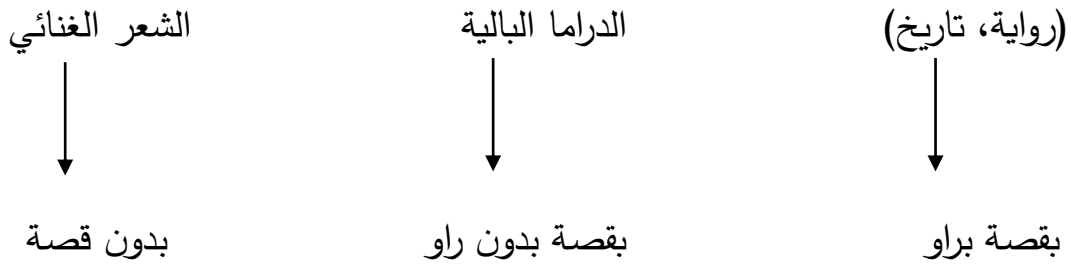 (رواية، تاريخ) الدراما البالية الشعر الغنائي
بقصة براو بقصة بدون راو بدون قصة